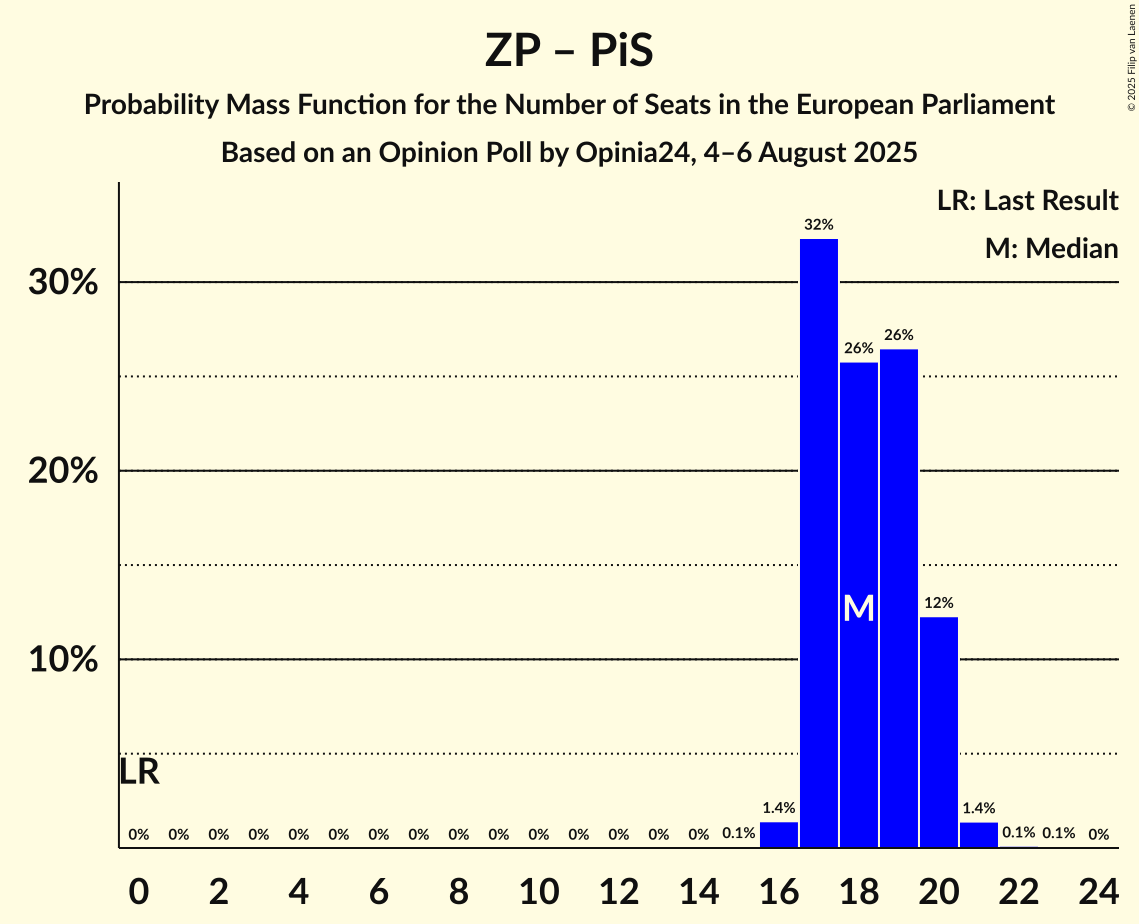 ZP – PiS
Probability Mass Function for the Number of Seats in the European Parliament
Based on an Opinion Poll by Opinia24, 4–6 August 2025
© 2025 Filip van Laenen
LR: Last Result
M: Median
30%
20%
10%
32%
26%
26%
12%
M
LR
0% 0% 0% 0% 0% 0% 0% 0% 0% 0% 0% 0% 0% 0% 0% 0.1% 1.4% 1.4% 0.1% 0.1% 0%
0 2 4 6 8 10 12 14 16 18 20 22 24